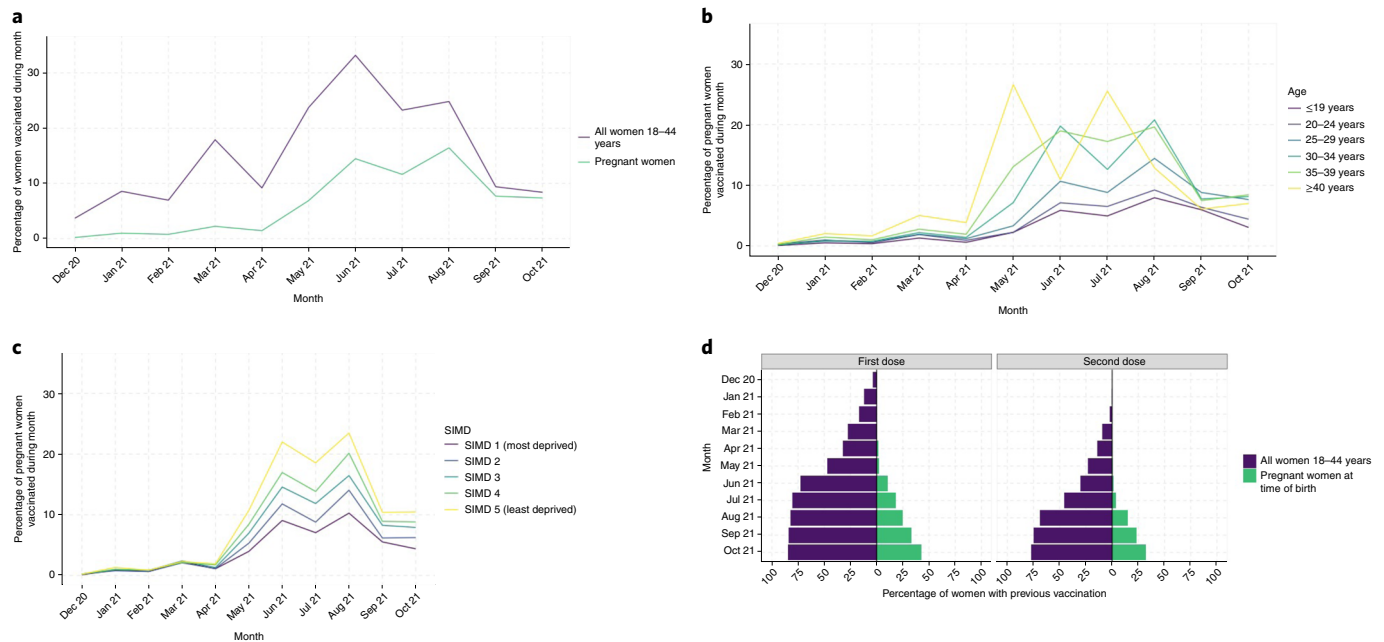 a
Percentage of women vaccinated during month
30
20
10
0
Dec 20
Jan 21
Feb 21
Mar 21
Apr 21
May 21
Jun 21
Jul 21
Aug 21
Sep 21
Oct 21
Month
All women 18–44
years
Pregnant women
b
Percentage of pregnant women
vaccinated during month
30
20
10
0
Dec 20
Jan 21
Feb 21
Mar 21
Apr 21
May 21
Jun 21
Jul 21
Aug 21
Sep 21
Oct 21
Month
Age
≤19 years
20–24 years
25–29 years
30–34 years
35–39 years
≥40 years
c
Percentage of pregnant women
vaccinated during month
30
20
10
0
Dec 20
Jan 21
Feb 21
Mar 21
Apr 21
May 21
Jun 21
Jul 21
Aug 21
Sep 21
Oct 21
Month
SIMD
SIMD 1 (most deprived)
SIMD 2
SIMD 3
SIMD 4
SIMD 5 (least deprived)
d
First dose
Second dose
Month
Dec 20
Jan 21
Feb 21
Mar 21
Apr 21
May 21
Jun 21
Jul 21
Aug 21
Sep 21
Oct 21
100 75 50 25 0 25 50 75 100
100 75 50 25 0 25 50 75 100
Percentage of women with previous vaccination
All women 18–44 years
Pregnant women at
time of birth